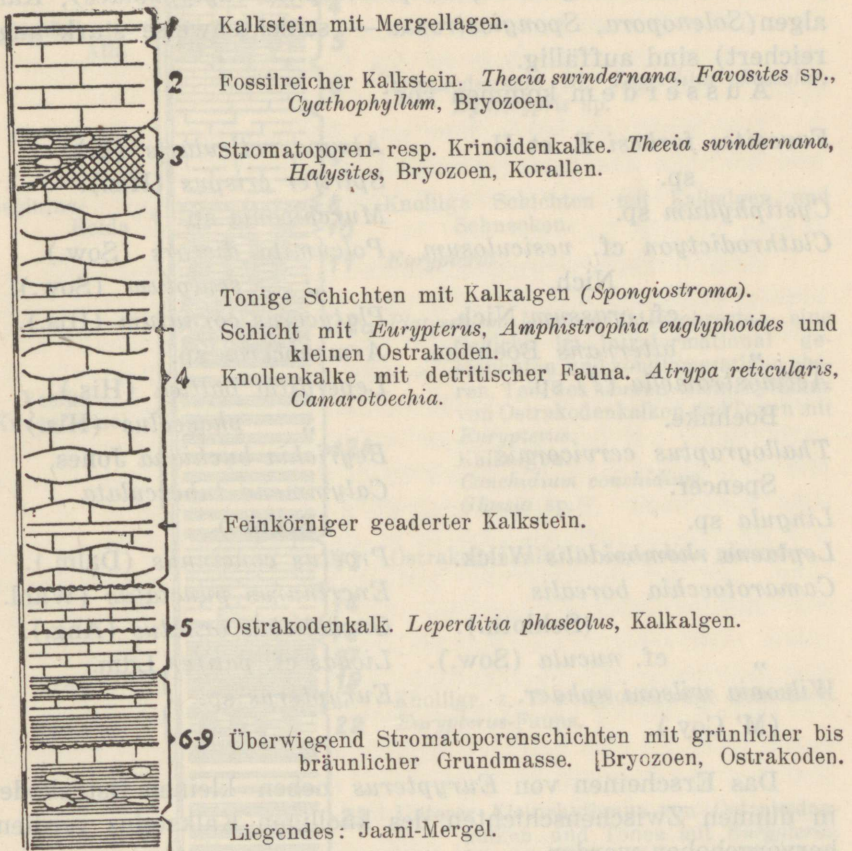 1 Kalkstein mit Mergellagen.
2 Fossilreicher Kalkstein. Thecia swindernana, Favosites sp.,
Cyathophyllum, Bryozoen.
3 Stromatoporen- resp. Krinoidenkalke. Theeia swindernana,
Halysites, Bryozoen, Korallen.
Tonige Schichten mit Kalkalgen (Spongiostroma).
Schicht mit Eurypterus, Amphistrophia euglyphoides und
kleinen Ostrakoden.
4 Knollenkalke mit detritischer Fauna. Atrypa reticularis,
Camarotoechia.
Feinkörniger geaderter Kalkstein.
5 Ostrakodenkalk. Leperditia phaseolus, Kalkalgen.
6-9 Überwiegend Stromatoporenschichten mit grünlicher bis
bräunlicher Grundmasse. [Bryozoen, Ostrakoden.
Liegendes: Jaani-Mergel.